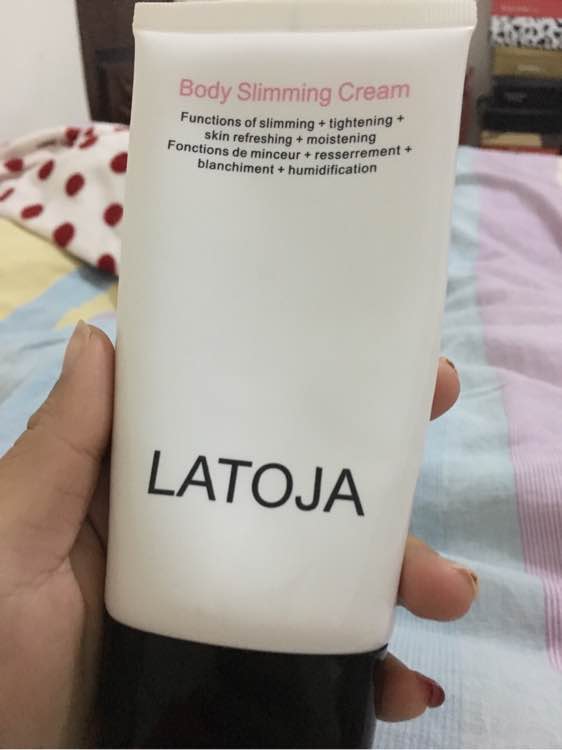 Body Slimming Cream
Functions of slimming + tightening +
skin refreshing + moistening
Fonctions de minceur + resserrement +
blanchiment + humidification
LATOJA